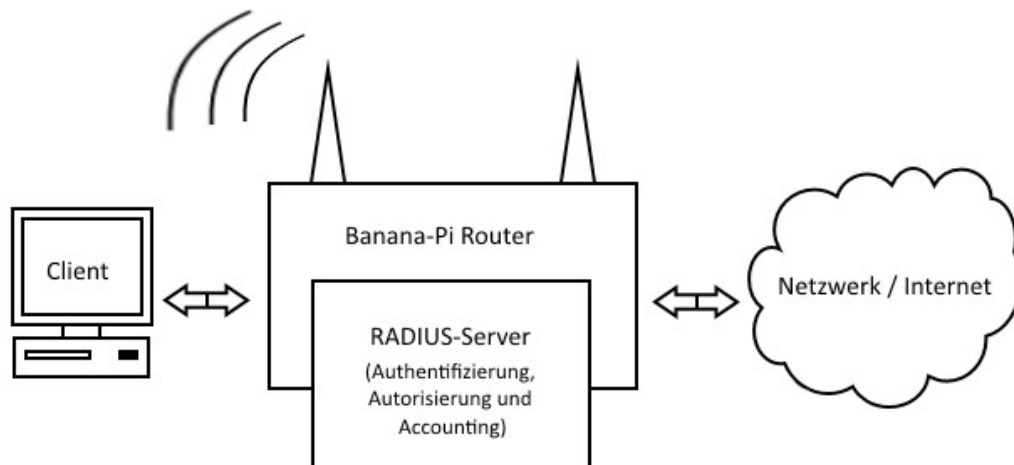 Banana-Pi Router
Client
Netzwerk / Internet
RADIUS-Server
(Authentifizierung,
Autorisierung und
Accounting)